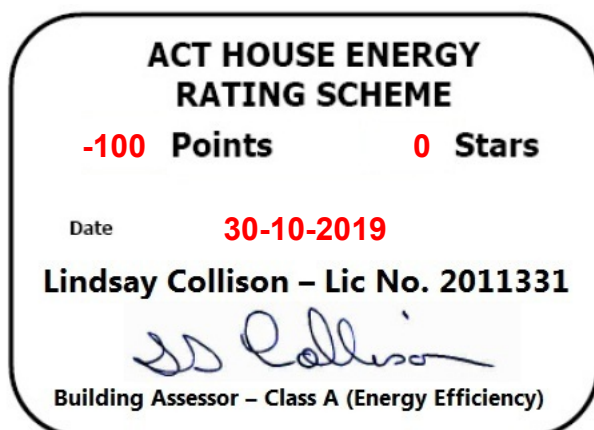 ACT HOUSE ENERGY
RATING SCHEME
-100 Points 0 Stars
Date 30-10-2019
Lindsay Collison – Lic No. 2011331
Building Assessor – Class A (Energy Efficiency)